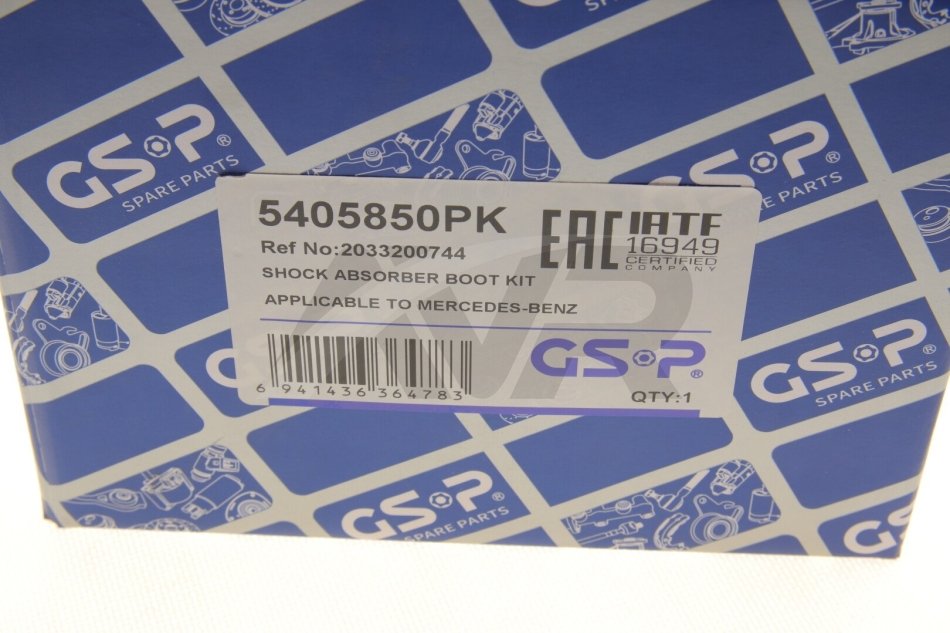 GS·P®
SPARE PARTS
GS·P®
SPARE PARTS
5405850PK
Ref No:2033200744
SHOCK ABSORBER BOOT KIT
APPLICABLE TO MERCEDES-BENZ
EAC
IATF
16949
CERTIFIED
COMPANY
6 941436 364783
GS·P®
QTY:1
GS·P®
SPARE PARTS
GS·P®
SPARE PARTS
GS·P®